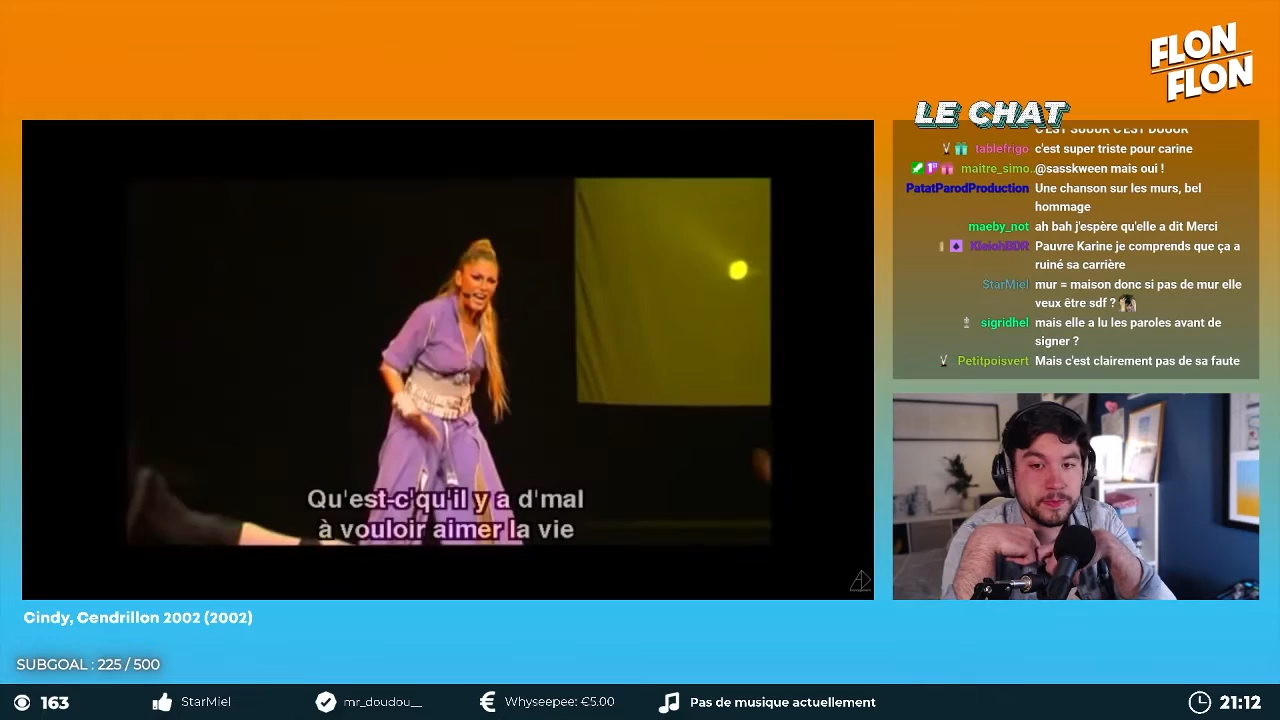 FLON
FLON
LE CHAT
C'EST SUUUR C'EST DUUUR
tablefrigo c'est super triste pour carine
maitre_simo.. @sasskween mais oui !
PatatParodProduction Une chanson sur les murs, bel
hommage
maeby_not ah bah j'espère qu'elle a dit Merci
KleiohBDR Pauvre Karine je comprends que ça a
ruiné sa carrière
StarMiel mur = maison donc si pas de mur elle
veux être sdf ?
sigridhel mais elle a lu les paroles avant de
signer ?
Petitpoisvert Mais c'est clairement pas de sa faute
Qu'est-c'qu'il y a d'mal
à vouloir aimer la vie
Cindy, Cendrillon 2002 (2002)
SUBGOAL : 225 / 500
163 StarMiel mr_doudou__ € Whyseepee: €5.00 Pas de musique actuellement 21:12